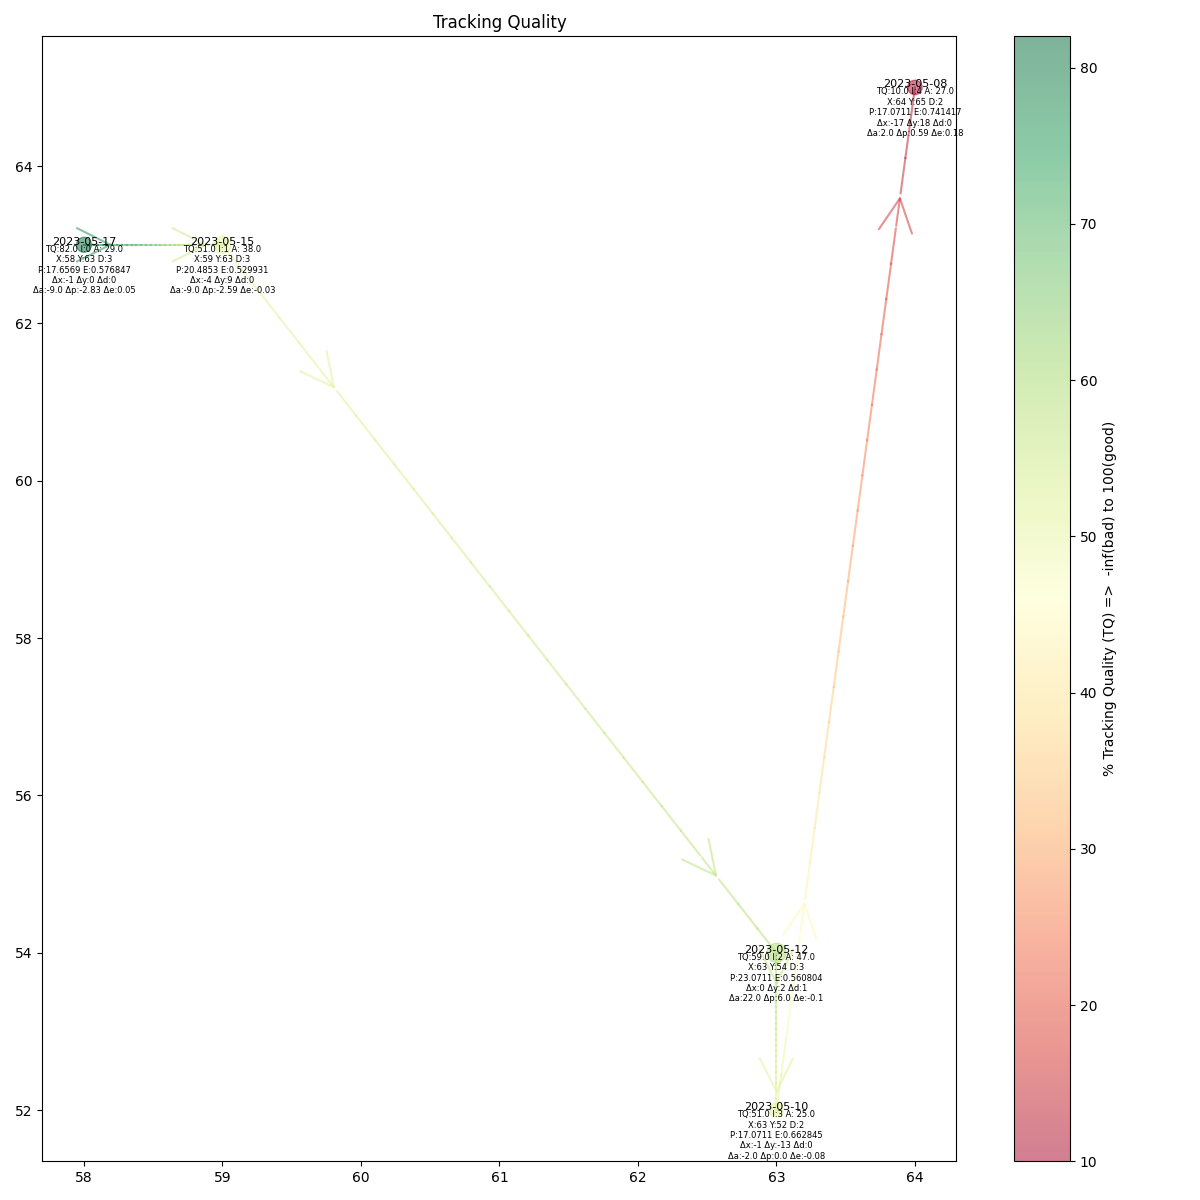 Tracking Quality
2023-05-08
TQ:10.0 I:4 A: 27.0
X:64 Y:65 D:2
P:17.0711 E:0.741417
Δx:-17 Δy:18 Δd:0
Δa:2.0 Δp:0.59 Δe:0.18
2023-05-17
TQ:82.0 I:0 A: 29.0
X:58 Y:63 D:3
P:17.6569 E:0.576847
Δx:-1 Δy:0 Δd:0
Δa:-9.0 Δp:-2.83 Δe:0.05
2023-05-15
TQ:51.0 I:1 A: 38.0
X:59 Y:63 D:3
P:20.4853 E:0.529931
Δx:-4 Δy:9 Δd:0
Δa:-9.0 Δp:-2.59 Δe:-0.03
2023-05-12
TQ:59.0 I:2 A: 47.0
X:63 Y:54 D:3
P:23.0711 E:0.560804
Δx:0 Δy:2 Δd:1
Δa:22.0 Δp:6.0 Δe:-0.1
2023-05-10
TQ:51.0 I:3 A: 25.0
X:63 Y:52 D:2
P:17.0711 E:0.662845
Δx:-1 Δy:-13 Δd:0
Δa:-2.0 Δp:0.0 Δe:-0.08
64
62
60
58
56
54
52
58
59
60
61
62
63
64
80
70
60
50
40
30
20
10
% Tracking Quality (TQ) => -inf(bad) to 100(good)